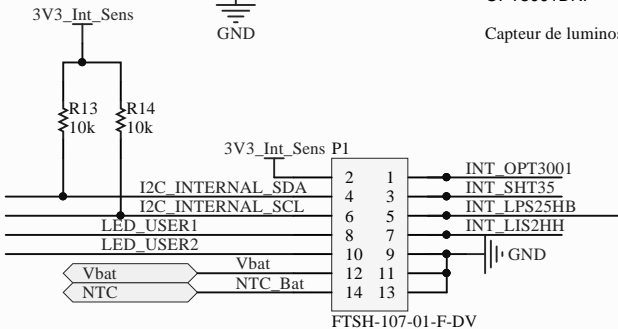 3V3_Int_Sens
GND
Capteur de luminos
R13
10k
R14
10k
3V3_Int_Sens P1
2 1 INT_OPT3001
I2C_INTERNAL_SDA 4 3 INT_SHT35
I2C_INTERNAL_SCL 6 5 INT_LPS25HB
LED_USER1 8 7 INT_LIS2HH
LED_USER2 10 9 GND
Vbat Vbat 12 11
NTC NTC_Bat 14 13
FTSH-107-01-F-DV